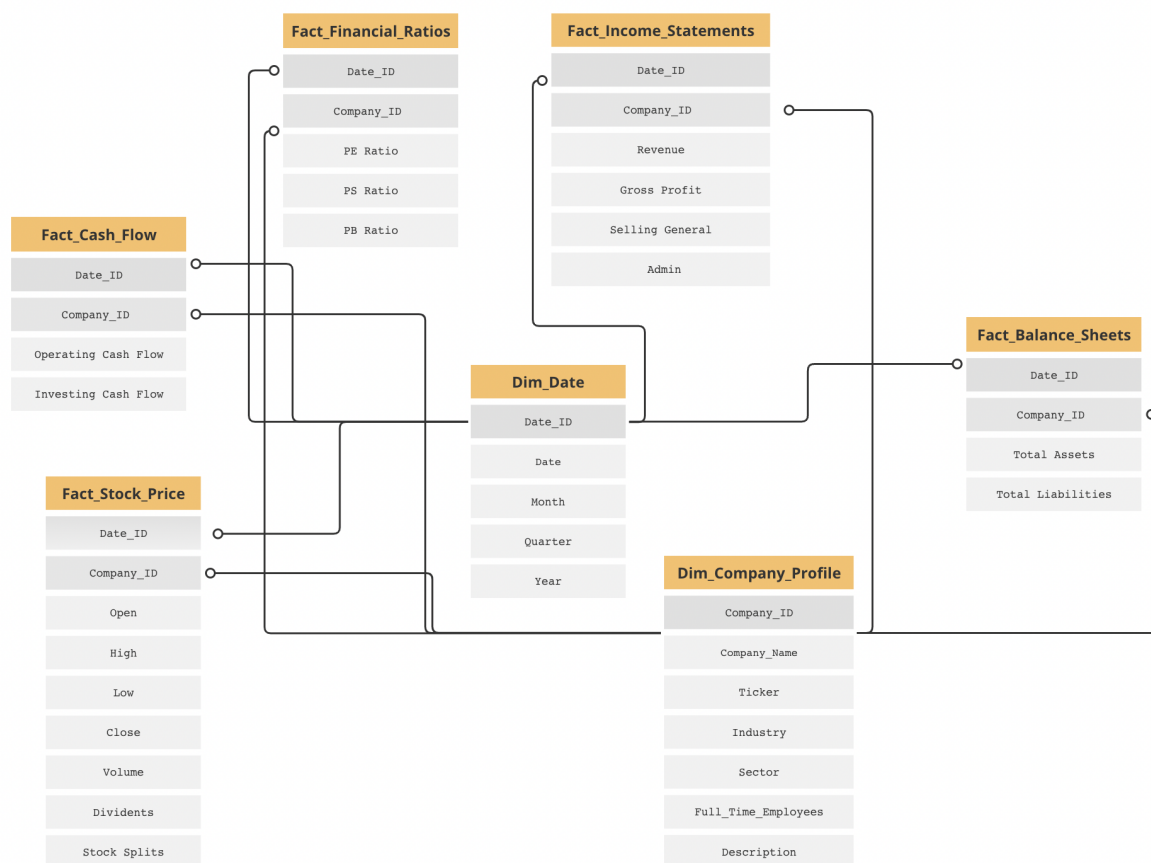 Fact_Financial_Ratios
Date_ID
Company_ID
PE Ratio
PS Ratio
PB Ratio
Fact_Income_Statements
Date_ID
Company_ID
Revenue
Gross Profit
Selling General
Admin
Fact_Cash_Flow
Date_ID
Company_ID
Operating Cash Flow
Investing Cash Flow
Dim_Date
Date_ID
Date
Month
Quarter
Year
Fact_Balance_Sheets
Date_ID
Company_ID
Total Assets
Total Liabilities
Fact_Stock_Price
Date_ID
Company_ID
Open
High
Low
Close
Volume
Dividents
Stock Splits
Dim_Company_Profile
Company_ID
Company_Name
Ticker
Industry
Sector
Full_Time_Employees
Description